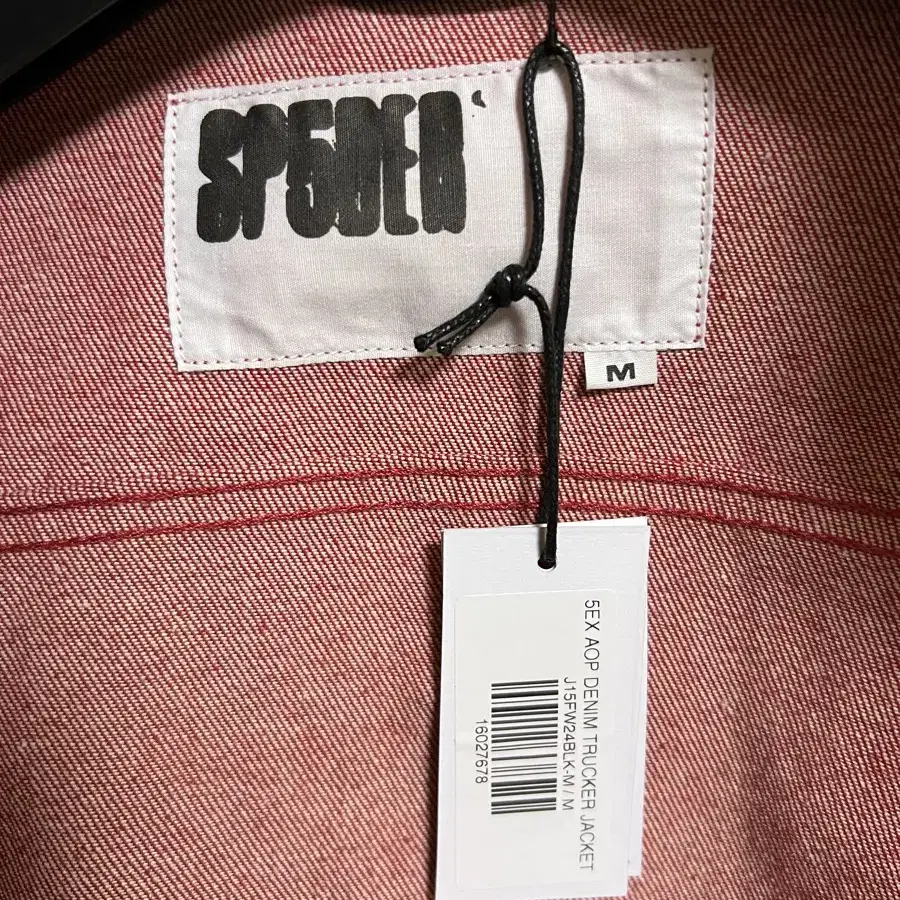 SP5DER
M
5EX AOP DENIM TRUCKER JACKET
J15FW24BLK-M / M
16027678